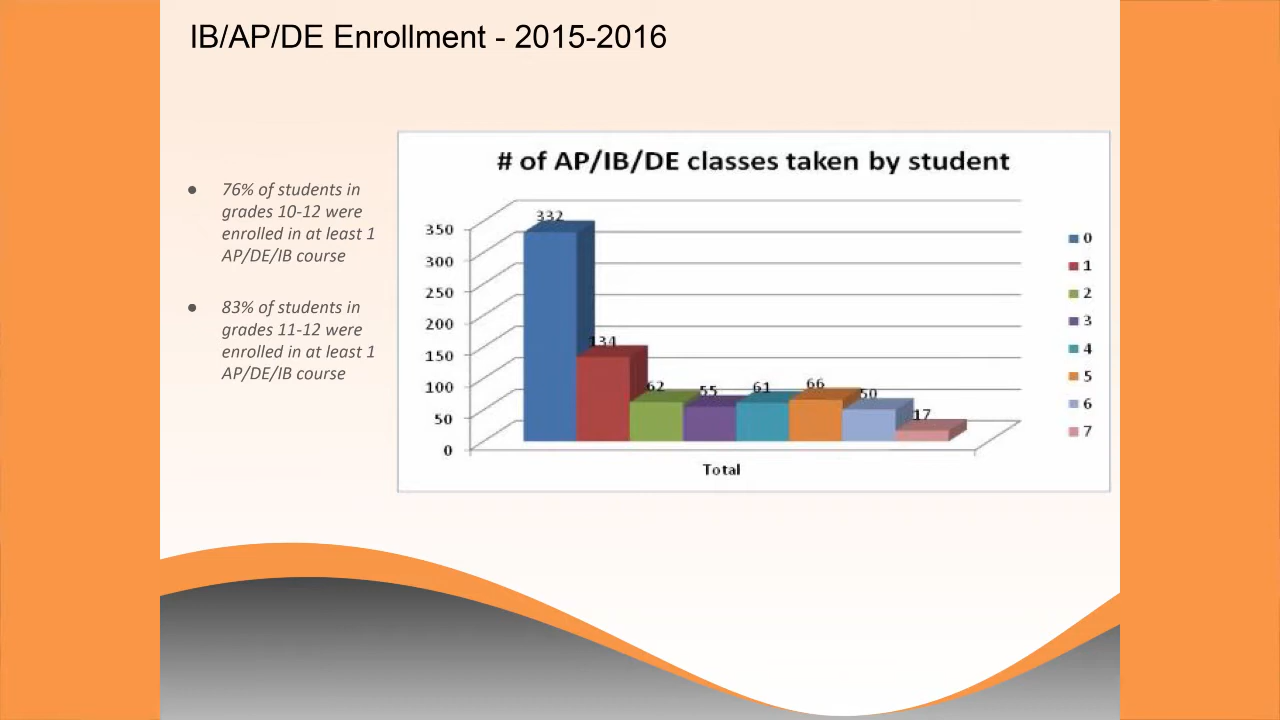 IB/AP/DE Enrollment - 2015-2016
● 76% of students in
grades 10-12 were
enrolled in at least 1
AP/DE/IB course
● 83% of students in
grades 11-12 were
enrolled in at least 1
AP/DE/IB course
# of AP/IB/DE classes taken by student
350
300
250
200
150
100
50
0
332
134
62
55
61
66
50
17
Total
0
1
2
3
4
5
6
7